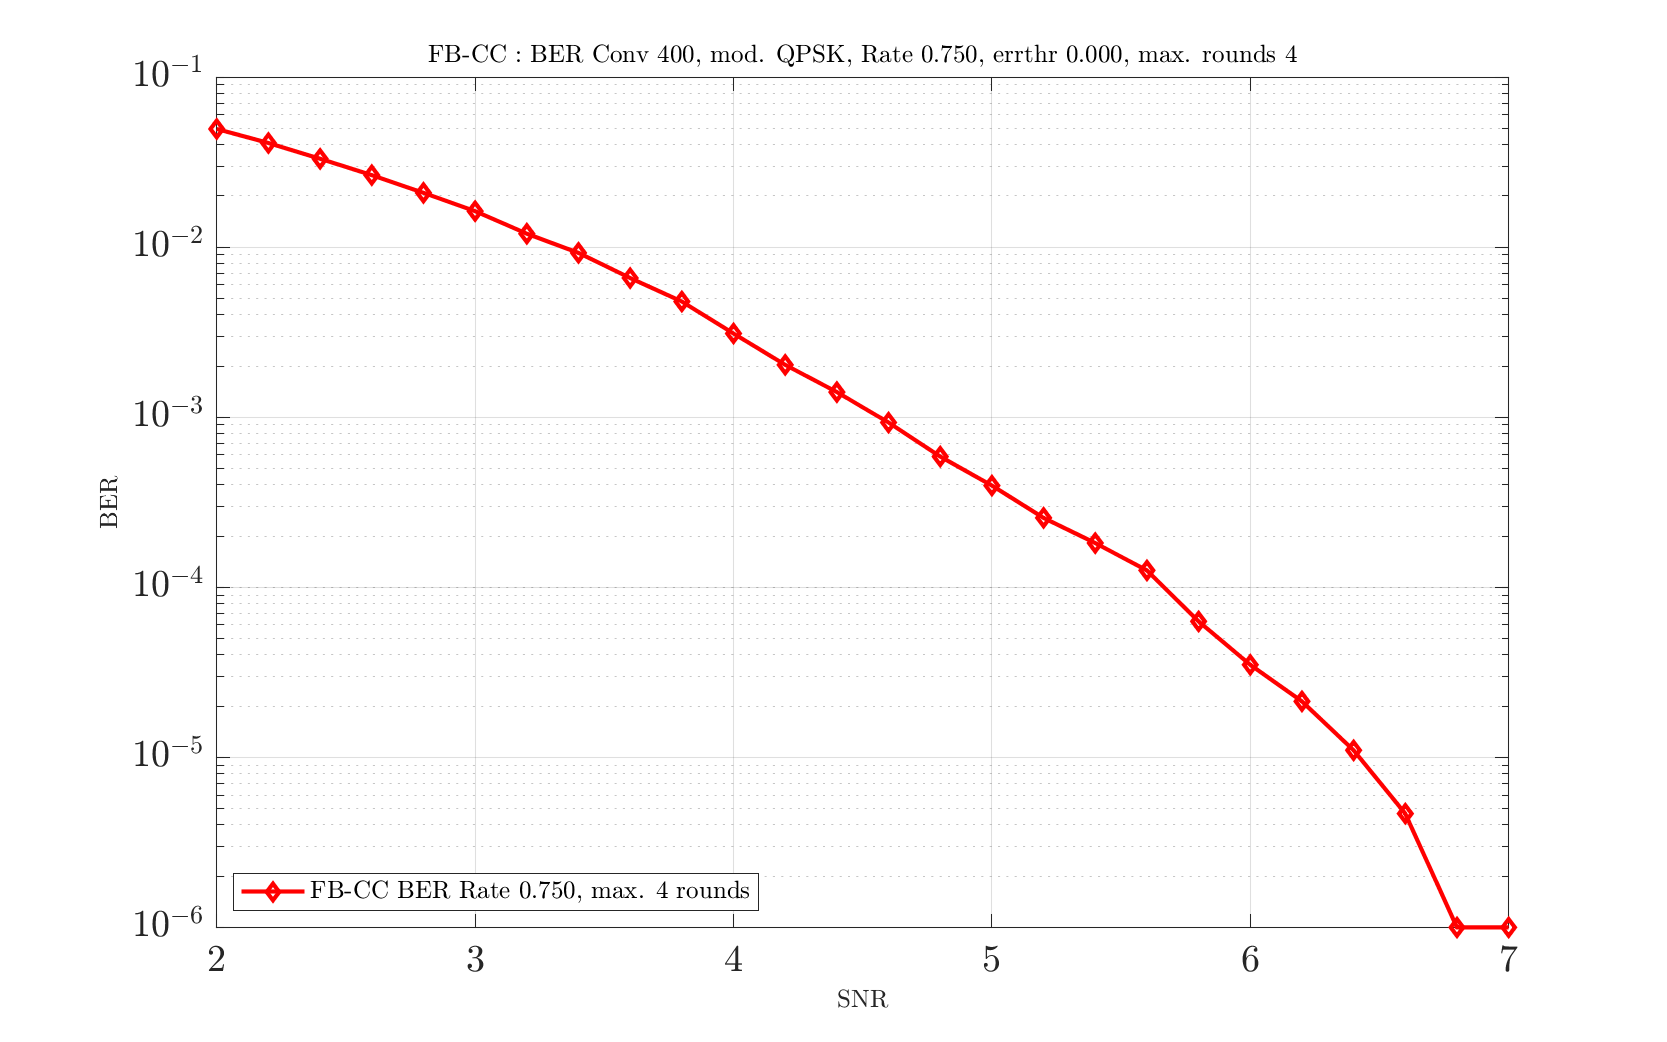 FB-CC : BER Conv 400, mod. QPSK, Rate 0.750, errthr 0.000, max. rounds 4
10⁻¹
10⁻²
10⁻³
10⁻⁴
10⁻⁵
10⁻⁶
BER
FB-CC BER Rate 0.750, max. 4 rounds
2 3 4 5 6 7
SNR